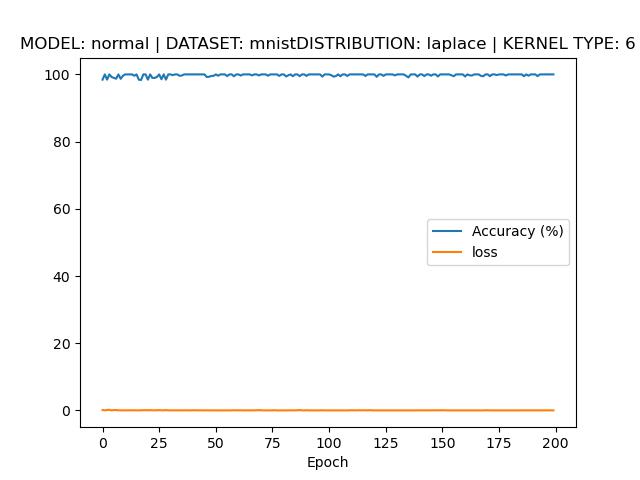 MODEL: normal | DATASET: mnistDISTRIBUTION: laplace | KERNEL TYPE: 6
100
80
60
40
20
0
Accuracy (%)
loss
0 25 50 75 100 125 150 175 200
Epoch